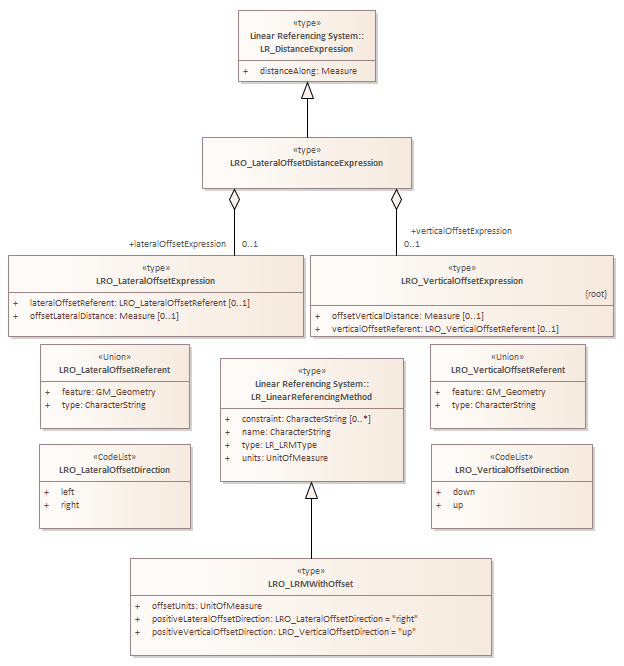 «type»
Linear Referencing System::
LR_DistanceExpression
+ distanceAlong: Measure
«type»
LRO_LateralOffsetDistanceExpression
+lateralOffsetExpression 0..1
+verticalOffsetExpression
0..1
«type»
LRO_LateralOffsetExpression
+ lateralOffsetReferent: LRO_LateralOffsetReferent [0..1]
+ offsetLateralDistance: Measure [0..1]
«type»
LRO_VerticalOffsetExpression
{root}
+ offsetVerticalDistance: Measure [0..1]
+ verticalOffsetReferent: LRO_VerticalOffsetReferent [0..1]
«Union»
LRO_LateralOffsetReferent
+ feature: GM_Geometry
+ type: CharacterString
«type»
Linear Referencing System::
LR_LinearReferencingMethod
+ constraint: CharacterString [0..*]
+ name: CharacterString
+ type: LR_LRMType
+ units: UnitOfMeasure
«Union»
LRO_VerticalOffsetReferent
+ feature: GM_Geometry
+ type: CharacterString
«CodeList»
LRO_LateralOffsetDirection
+ left
+ right
«CodeList»
LRO_VerticalOffsetDirection
+ down
+ up
«type»
LRO_LRMWithOffset
+ offsetUnits: UnitOfMeasure
+ positiveLateralOffsetDirection: LRO_LateralOffsetDirection = "right"
+ positiveVerticalOffsetDirection: LRO_VerticalOffsetDirection = "up"